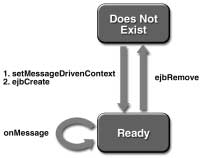 Does Not
Exist
1. setMessageDrivenContext
2. ejbCreate
ejbRemove
onMessage
Ready